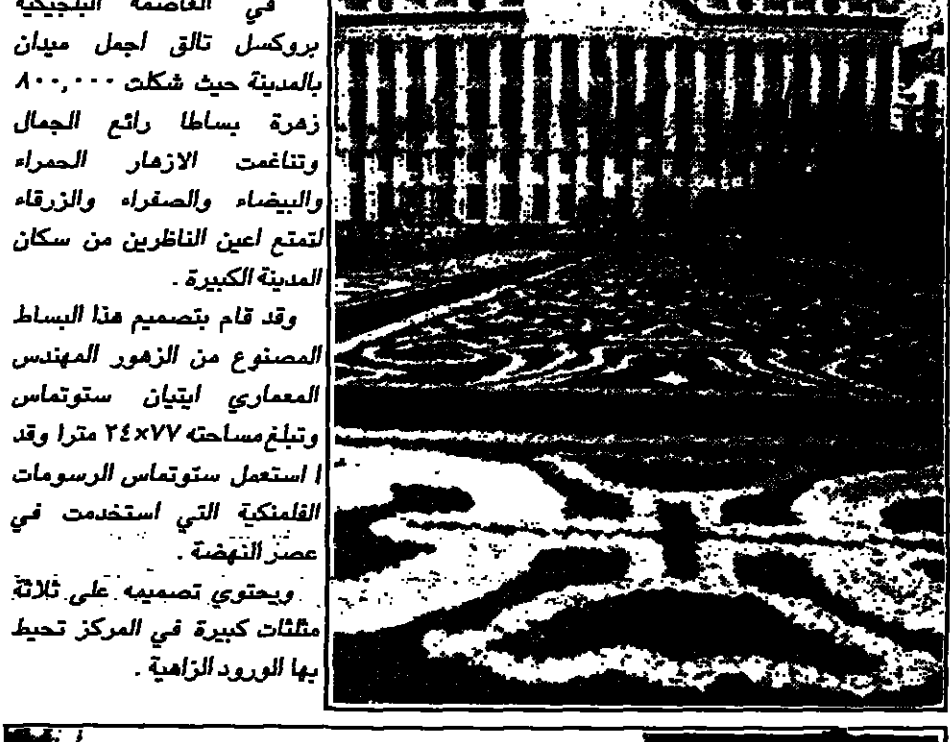 في العاصمة البلجيكية
بروكسل تالق اجمل ميدان
بالمدينة حيث شكلت ٨٠٠,٠٠٠
زهرة بساطا رائع الجمال
وتناغمت الازهار الحمراء
والبيضاء والصفراء والزرقاء
لتمتع اعين الناظرين من سكان
المدينة الكبيرة .
وقد قام بتصميم هذا البساط
المصنوع من الزهور المهندس
المعماري ايتيان ستوتماس
وتبلغ مساحته ٧٧×٢٤ مترا وقد
استعمل ستوتماس الرسومات
الفلمنكية التي استخدمت في
عصر النهضة .
ويحتوي تصميمه على ثلاثة
مثلثات كبيرة في المركز تحيط
بها الورود الزاهية .